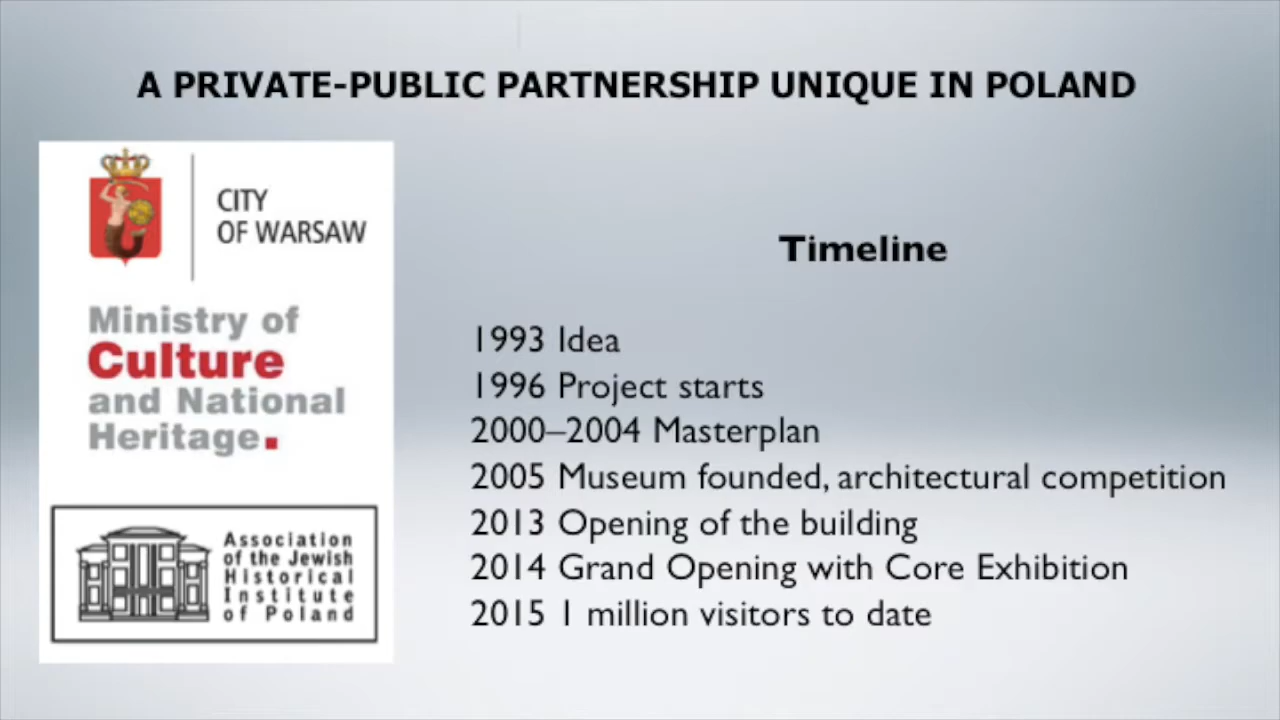 A PRIVATE-PUBLIC PARTNERSHIP UNIQUE IN POLAND
CITY
OF WARSAW
Ministry of
Culture
and National
Heritage.
Association
of the Jewish
Historical
Institute
of Poland
Timeline
1993 Idea
1996 Project starts
2000–2004 Masterplan
2005 Museum founded, architectural competition
2013 Opening of the building
2014 Grand Opening with Core Exhibition
2015 1 million visitors to date